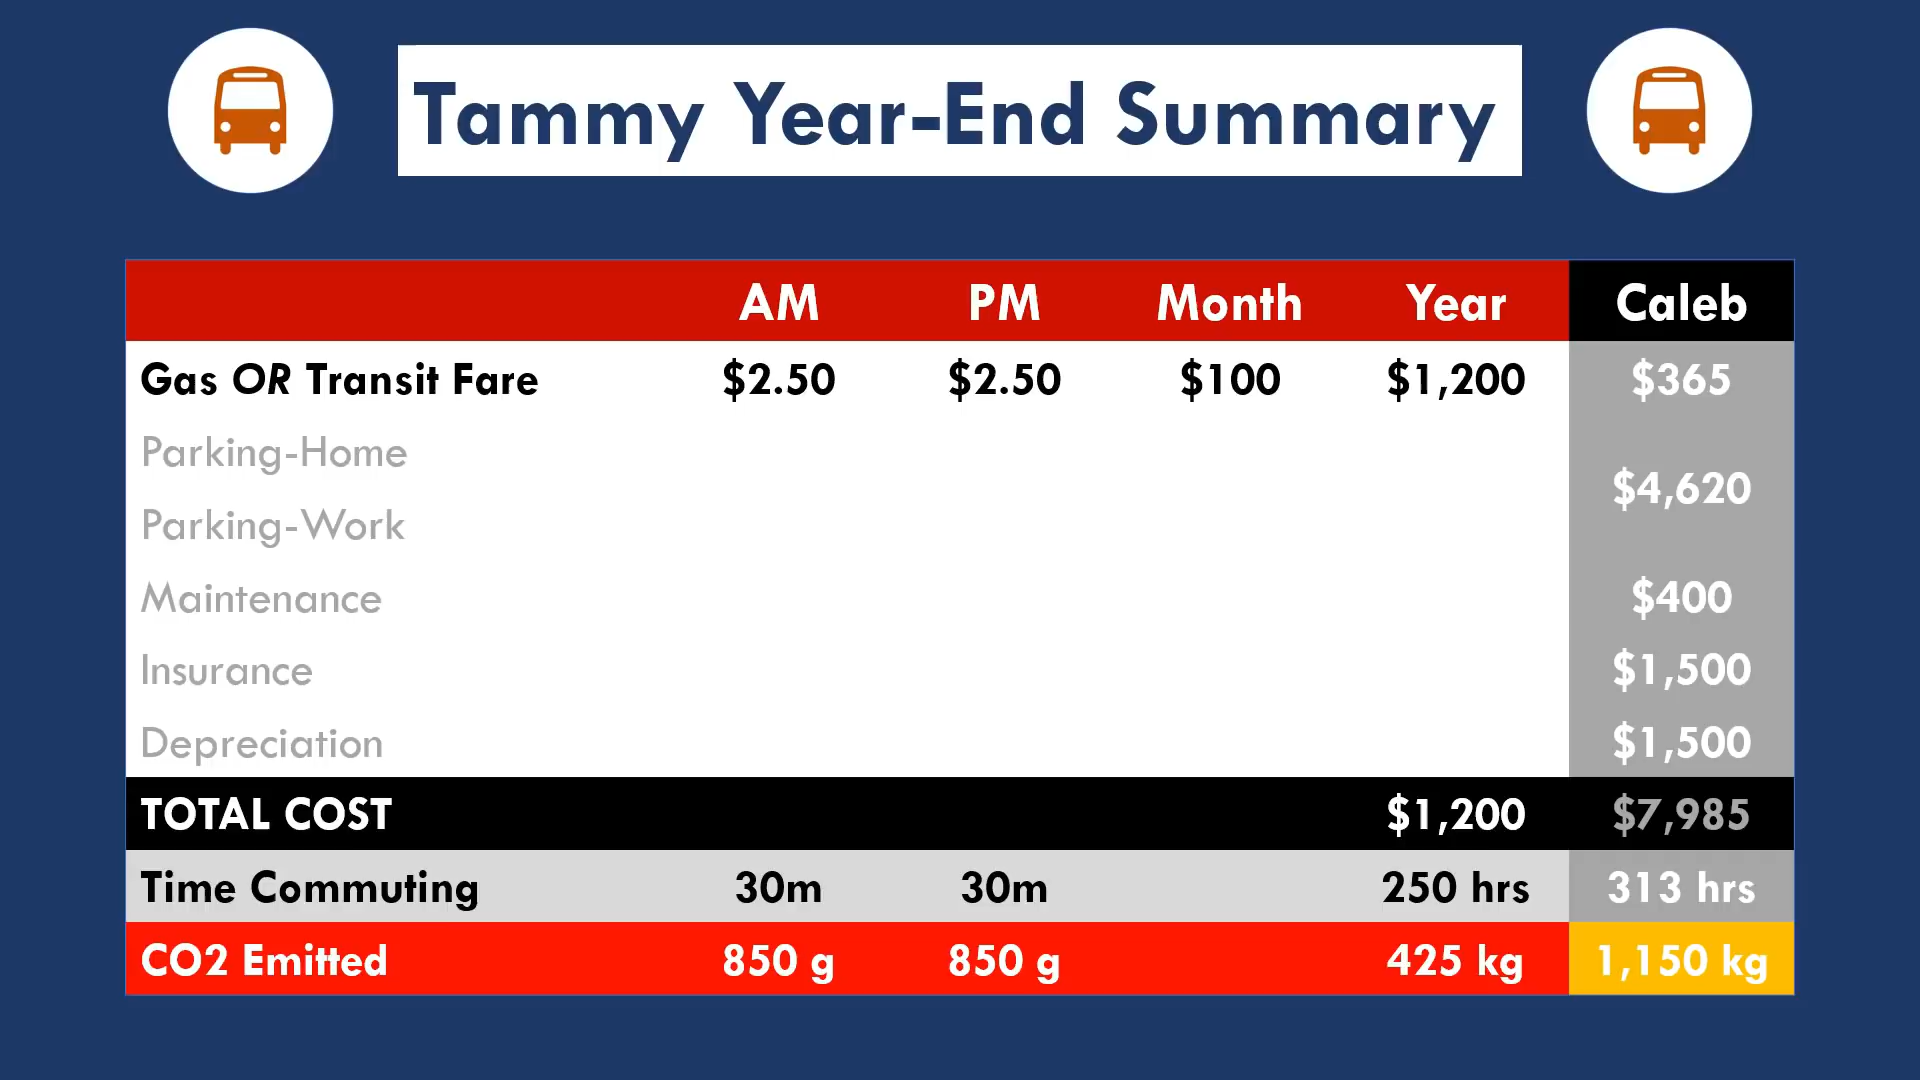 Tammy Year-End Summary
AM PM Month Year Caleb
Gas OR Transit Fare $2.50 $2.50 $100 $1,200 $365
Parking-Home
$4,620
Parking-Work
Maintenance $400
Insurance $1,500
Depreciation $1,500
TOTAL COST $1,200 $7,985
Time Commuting 30m 30m 250 hrs 313 hrs
CO2 Emitted 850 g 850 g 425 kg 1,150 kg